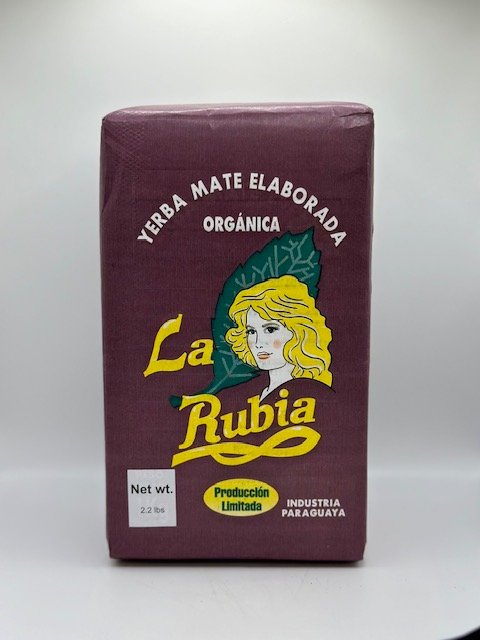 YERBA MATE ELABORADA
ORGÁNICA
La
Rubia
Net wt.
2.2 lbs
Producción
Limitada
INDUSTRIA
PARAGUAYA